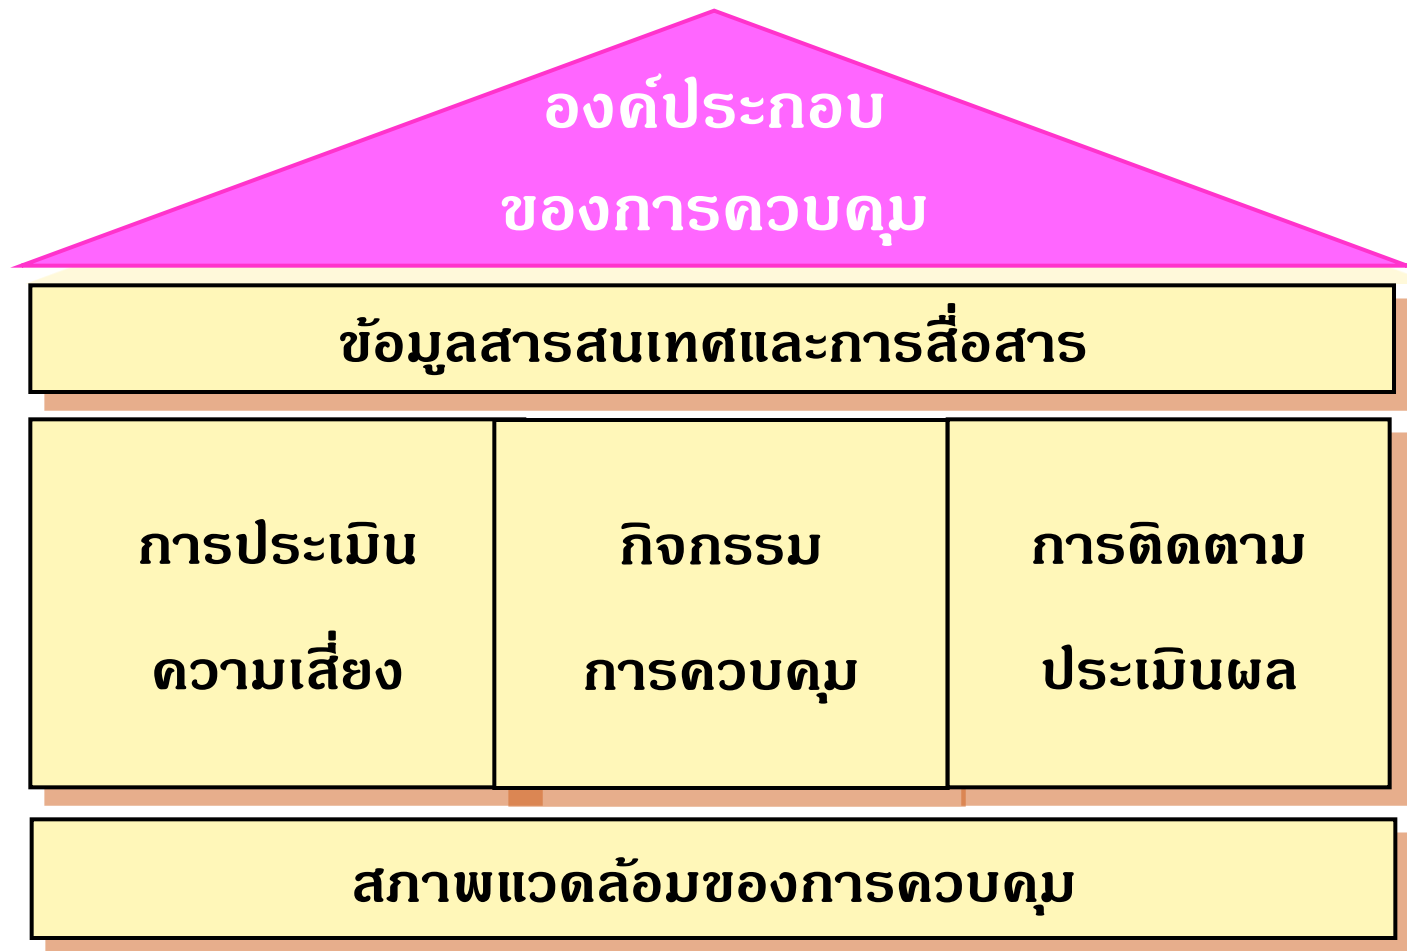 องค์ประกอบ
ของการควบคุม
ข้อมูลสารสนเทศและการสื่อสาร
การประเมิน
ความเสี่ยง
กิจกรรม
การควบคุม
การติดตาม
ประเมินผล
สภาพแวดล้อมของการควบคุม